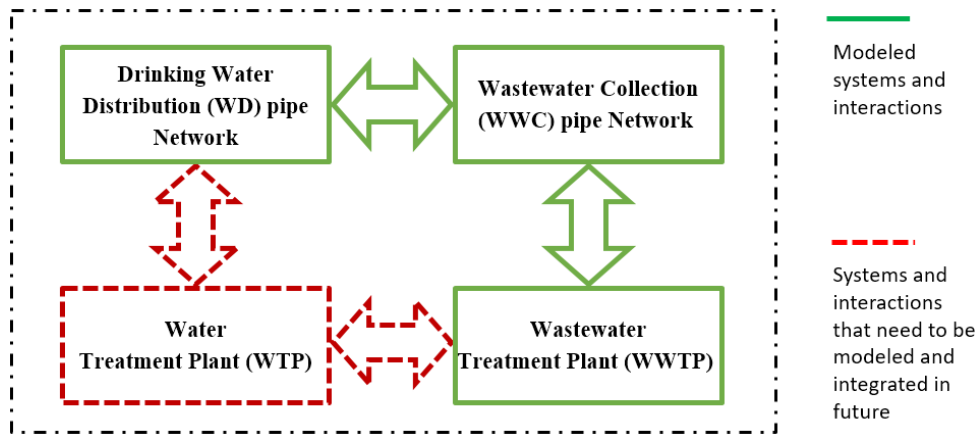 Drinking Water
Distribution (WD) pipe
Network
Wastewater Collection
(WWC) pipe Network
Water
Treatment Plant (WTP)
Wastewater
Treatment Plant (WWTP)
Modeled
systems and
interactions
Systems and
interactions
that need to be
modeled and
integrated in
future